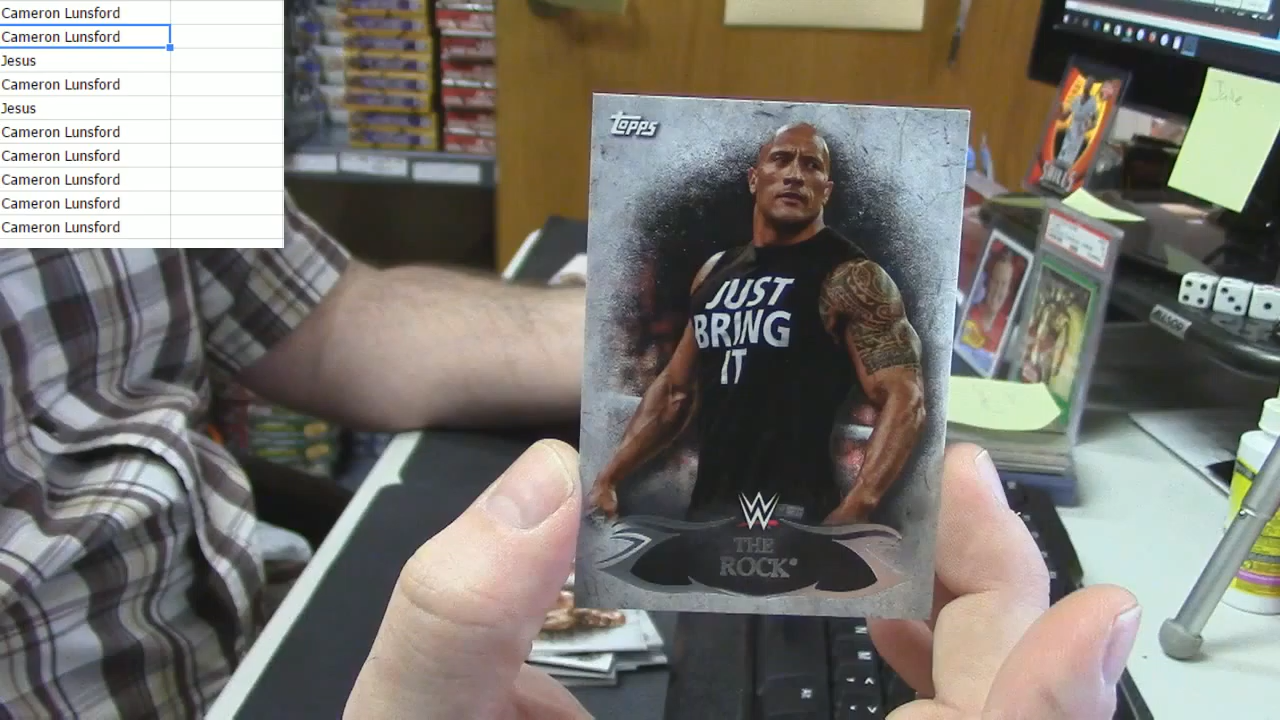 Cameron Lunsford
Cameron Lunsford
Jesus
Cameron Lunsford
Jesus
Cameron Lunsford
Cameron Lunsford
Cameron Lunsford
Cameron Lunsford
Cameron Lunsford
Topps
JUST
BRING
IT
W
THE
ROCK